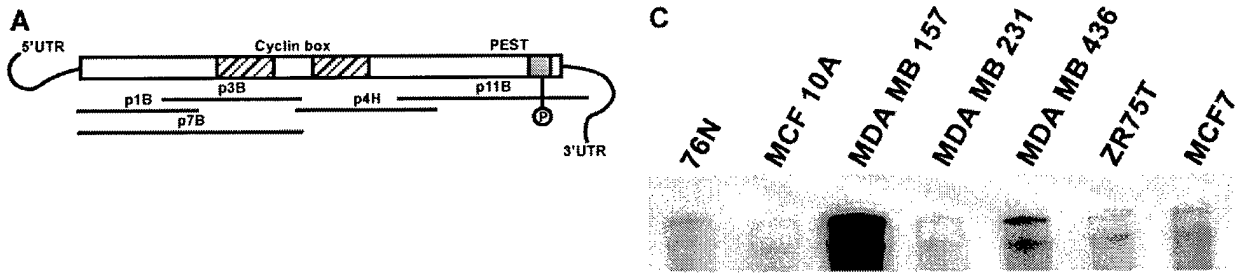 A
5'UTR
Cyclin box
PEST
p1B
p3B
p4H
p11B
p7B
P
3'UTR
C
76N
MCF 10A
MDA MB 157
MDA MB 231
MDA MB 436
ZR75T
MCF7